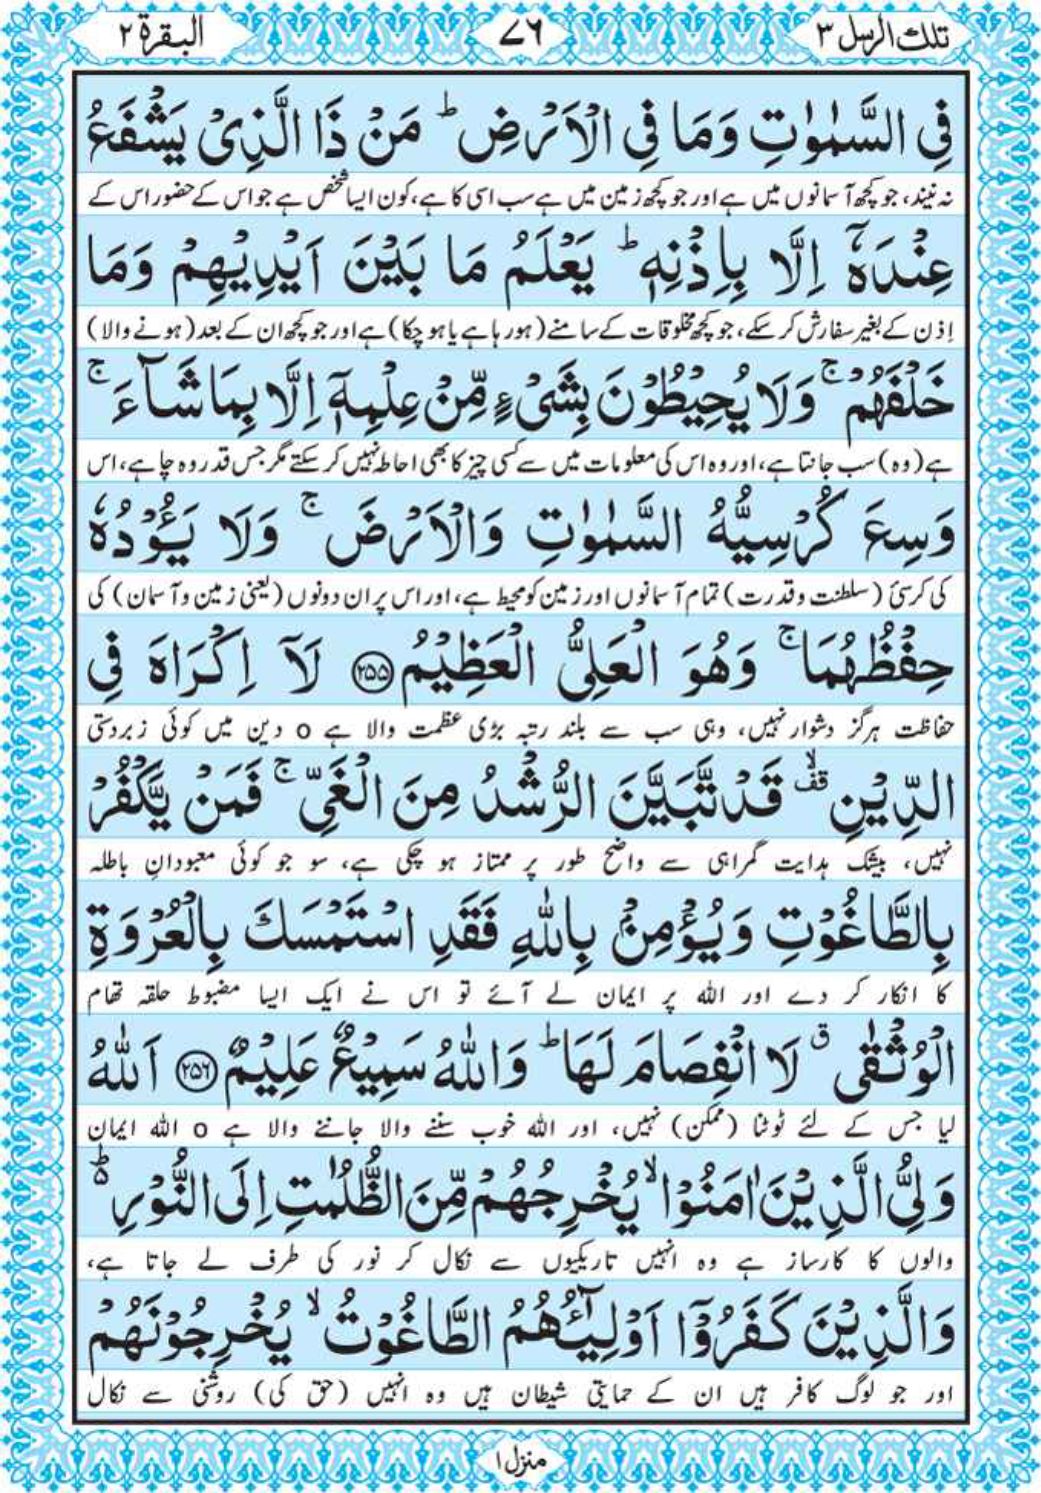 تلك الرسل ٣ ٧٦ البقرة ٢
فِی السَّمٰوٰتِ وَمَا فِی الْاَرْضِ ؕ مَنْ ذَا الَّذِیْ یَشْفَعُ
نہ نیند، جو کچھ آسمانوں میں ہے اور جو کچھ زمین میں ہے سب اسی کا ہے، کون ایسا شخص ہے جو اس کے حضور اس کے
عِنْدَهٗۤ اِلَّا بِاِذْنِهٖ ؕ یَعْلَمُ مَا بَیْنَ اَیْدِیْهِمْ وَمَا
اِذن کے بغیر سفارش کر سکے، جو کچھ مخلوقات کے سامنے (ہو رہا ہے یا ہو چکا) ہے اور جو کچھ ان کے بعد (ہونے والا)
خَلْفَهُمْ ۚ وَلَا یُحِیْطُوْنَ بِشَیْءٍ مِّنْ عِلْمِهٖۤ اِلَّا بِمَا شَآءَ ۚ
ہے (وہ) سب جانتا ہے، اور وہ اس کی معلومات میں سے کسی چیز کا بھی احاطہ نہیں کر سکتے مگر جس قدر وہ چاہے، اس
وَسِعَ كُرْسِیُّهُ السَّمٰوٰتِ وَالْاَرْضَ ۚ وَلَا یَـُٔوْدُهٗ
کی کرسئ (سلطنت و قدرت) تمام آسمانوں اور زمین کو محیط ہے، اور اس پر ان دونوں (یعنی زمین و آسمان) کی
حِفْظُهُمَا ۚ وَهُوَ الْعَلِیُّ الْعَظِیْمُ ﴿۲۵۵﴾ لَاۤ اِكْرَاهَ فِی
حفاظت ہرگز دشوار نہیں، وہی سب سے بلند رتبہ بڑی عظمت والا ہے o دین میں کوئی زبردستی
الدِّیْنِ ۙقف قَدْ تَّبَیَّنَ الرُّشْدُ مِنَ الْغَیِّ ۚ فَمَنْ یَّكْفُرْ
نہیں، بیشک ہدایت گمراہی سے واضح طور پر ممتاز ہو چکی ہے، سو جو کوئی معبودانِ باطلہ
بِالطَّاغُوْتِ وَیُؤْمِنْۢ بِاللّٰهِ فَقَدِ اسْتَمْسَكَ بِالْعُرْوَةِ
کا انکار کر دے اور اللہ پر ایمان لے آئے تو اس نے ایک ایسا مضبوط حلقہ تھام
الْوُثْقٰی ۗ لَا انْفِصَامَ لَهَا ؕ وَاللّٰهُ سَمِیْعٌ عَلِیْمٌ ﴿۲۵۶﴾ اَللّٰهُ
لیا جس کے لئے ٹوٹنا (ممکن) نہیں، اور اللہ خوب سننے والا جاننے والا ہے o اللہ ایمان
وَلِیُّ الَّذِیْنَ اٰمَنُوْا ۙ یُخْرِجُهُمْ مِّنَ الظُّلُمٰتِ اِلَی النُّوْرِ ۬ؕ
والوں کا کارساز ہے وہ انہیں تاریکیوں سے نکال کر نور کی طرف لے جاتا ہے،
وَالَّذِیْنَ كَفَرُوْۤا اَوْلِیٰٓـُٔهُمُ الطَّاغُوْتُ ۙ یُخْرِجُوْنَهُمْ
اور جو لوگ کافر ہیں ان کے حمایتی شیطان ہیں وہ انہیں (حق کی) روشنی سے نکال
منزل ۱